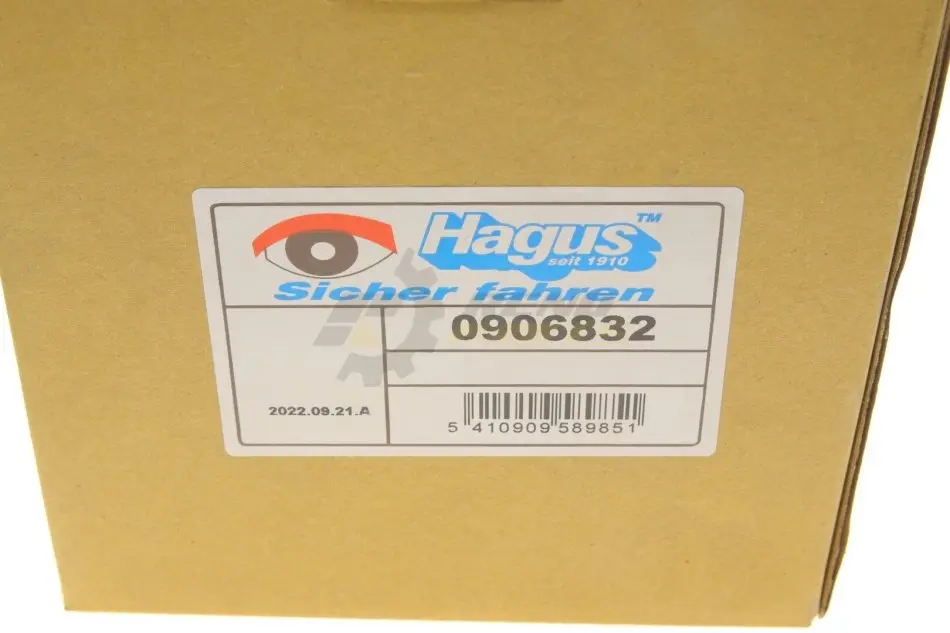 Hagus™
seit 1910
Sicher fahren
0906832
2022.09.21.A
5 410909 589851